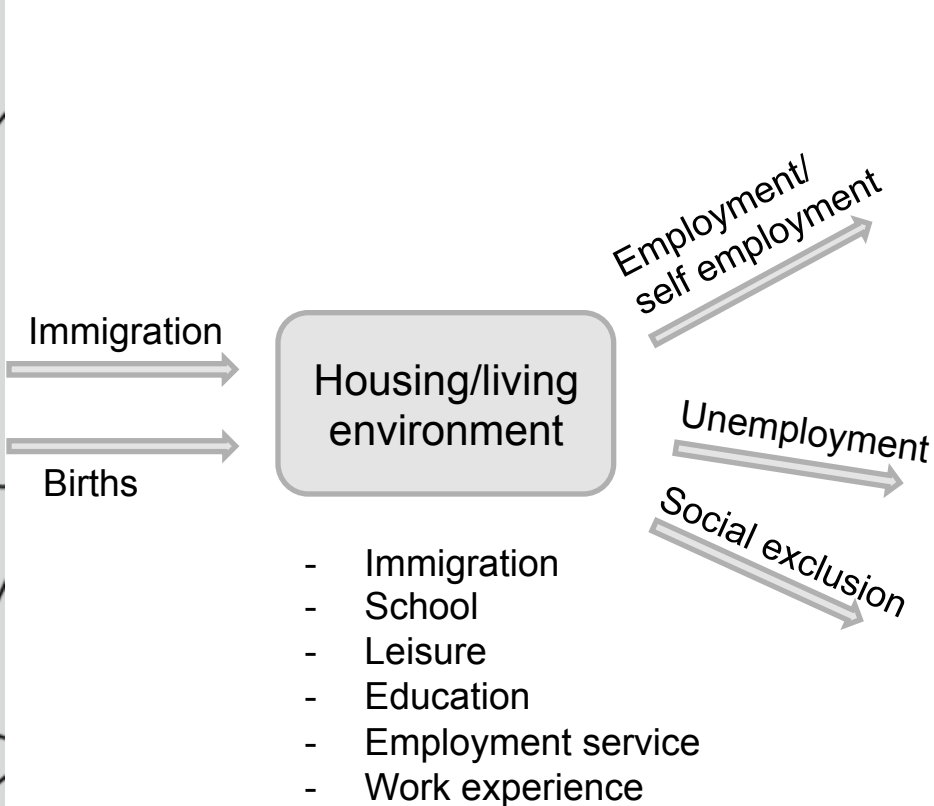 Employment/
self employment
Immigration
Housing/living
environment
Unemployment
Births
Social exclusion
- Immigration
- School
- Leisure
- Education
- Employment service
- Work experience